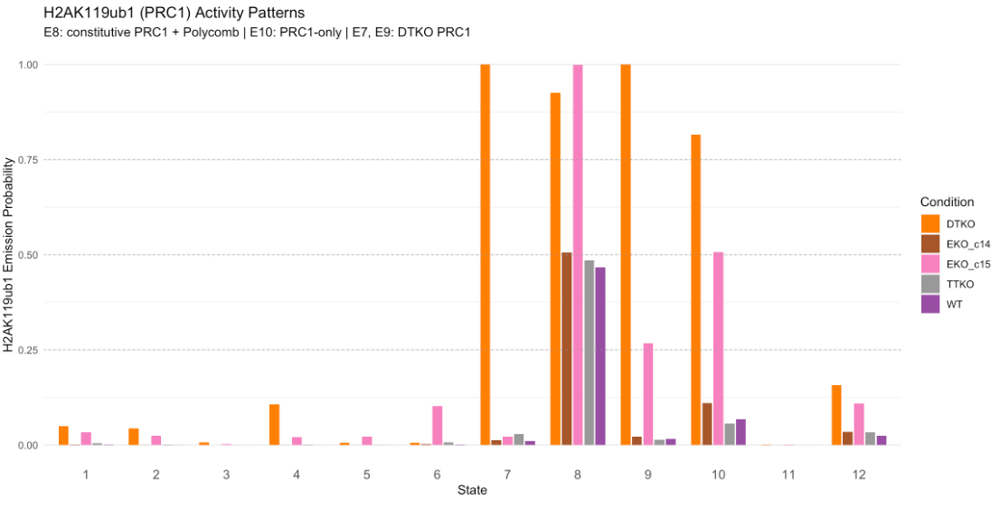 H2AK119ub1 (PRC1) Activity Patterns
E8: constitutive PRC1 + Polycomb | E10: PRC1-only | E7, E9: DTKO PRC1
H2AK119ub1 Emission Probability
1.00
0.75
0.50
0.25
0.00
1 2 3 4 5 6 7 8 9 10 11 12
State
Condition
DTKO
EKO_c14
EKO_c15
TTKO
WT